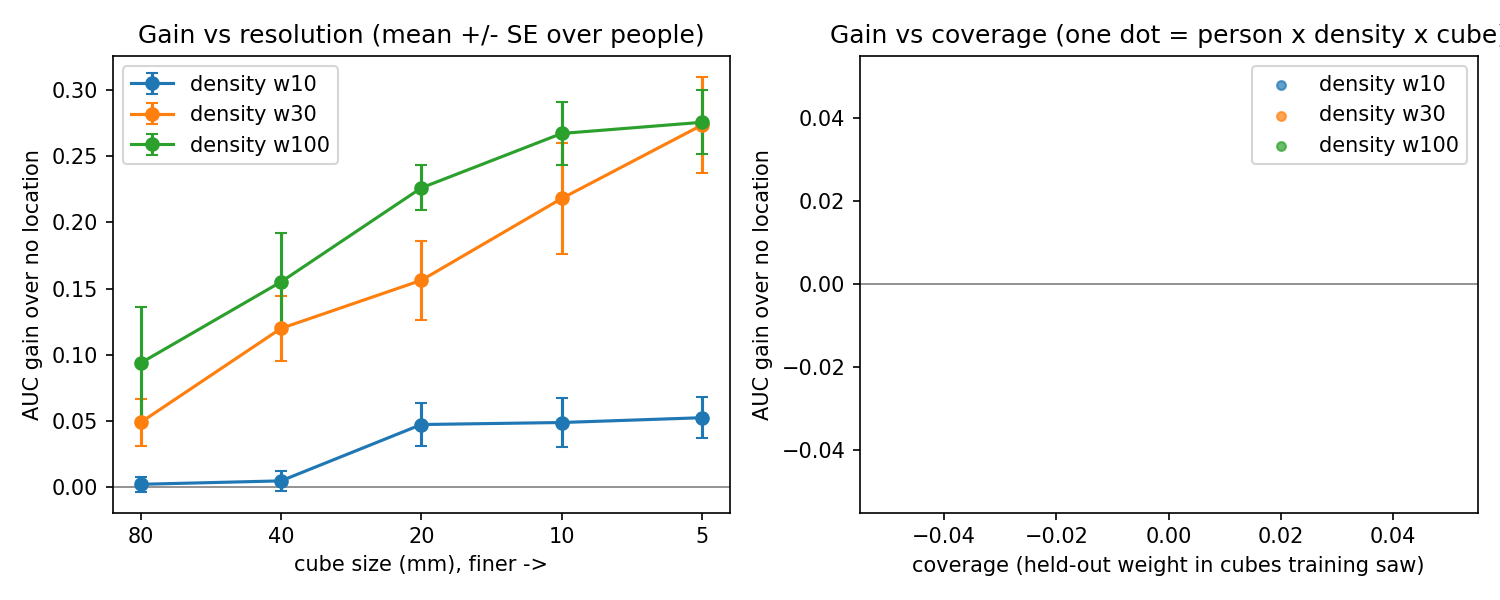 Gain vs resolution (mean +/- SE over people)
density w10
density w30
density w100
AUC gain over no location
0.30
0.25
0.20
0.15
0.10
0.05
0.00
80 40 20 10 5
cube size (mm), finer ->
Gain vs coverage (one dot = person x density x cube)
density w10
density w30
density w100
AUC gain over no location
0.04
0.02
0.00
−0.02
−0.04
−0.04 −0.02 0.00 0.02 0.04
coverage (held-out weight in cubes training saw)